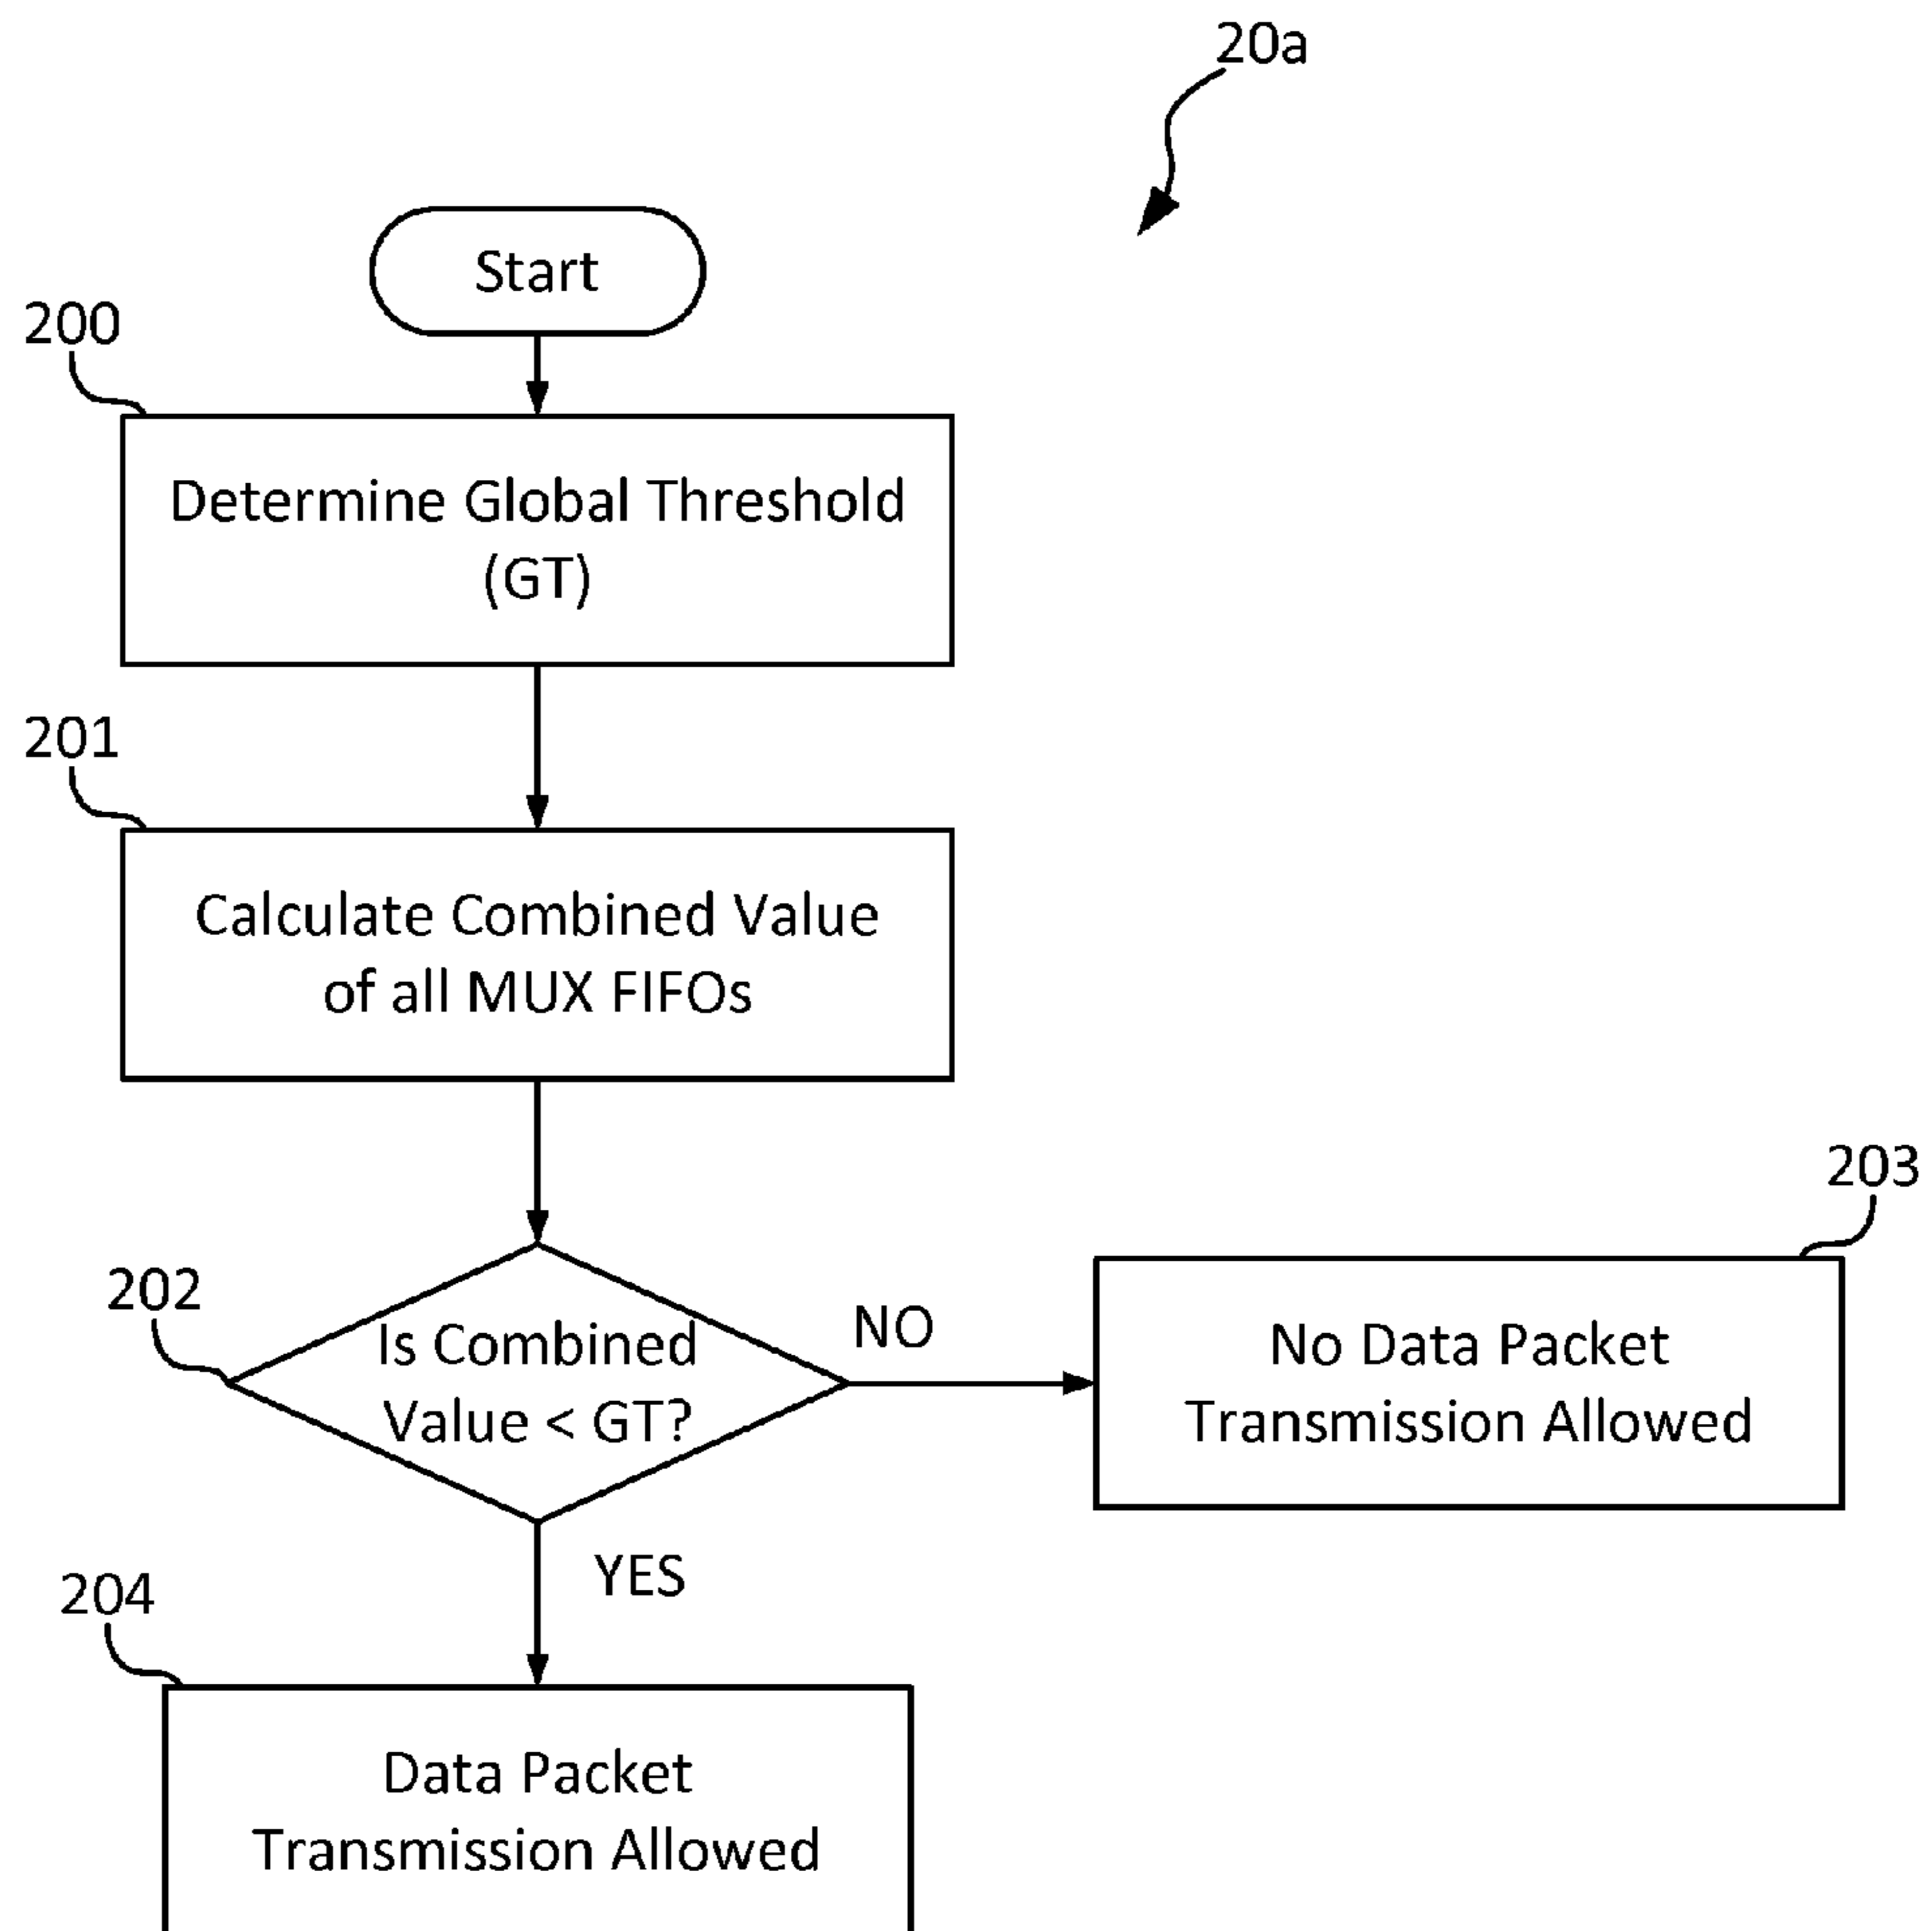 20a
Start
200
Determine Global Threshold
(GT)
201
Calculate Combined Value
of all MUX FIFOs
202
Is Combined
Value < GT?
NO
203
No Data Packet
Transmission Allowed
YES
204
Data Packet
Transmission Allowed